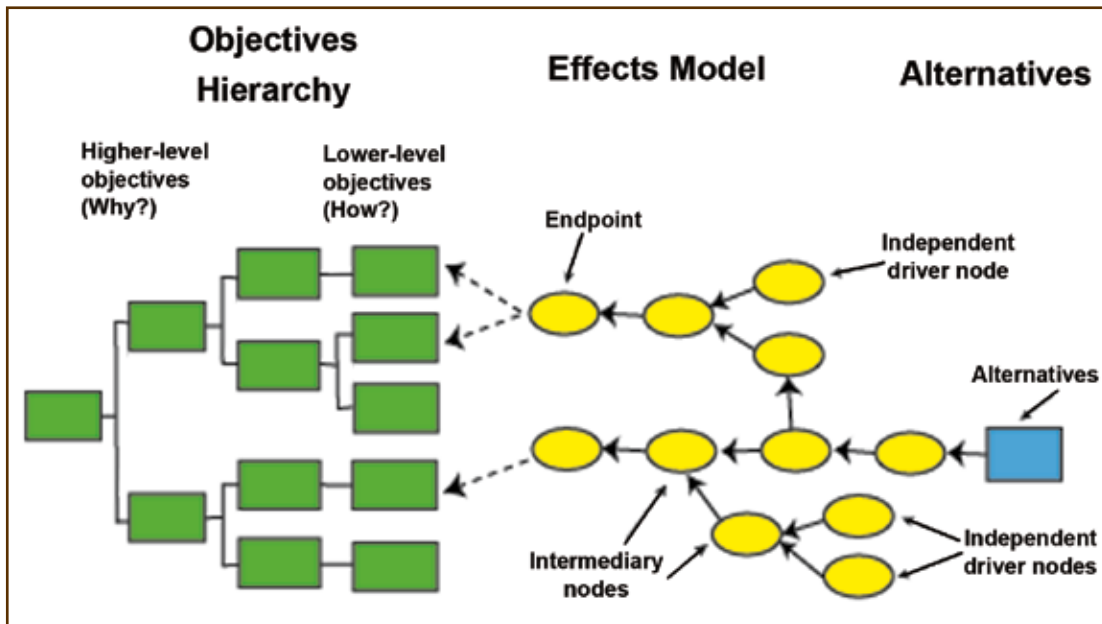 Objectives
Hierarchy
Effects Model
Alternatives
Higher-level
objectives
(Why?)
Lower-level
objectives
(How?)
Endpoint
Independent
driver node
Alternatives
Intermediary
nodes
Independent
driver nodes